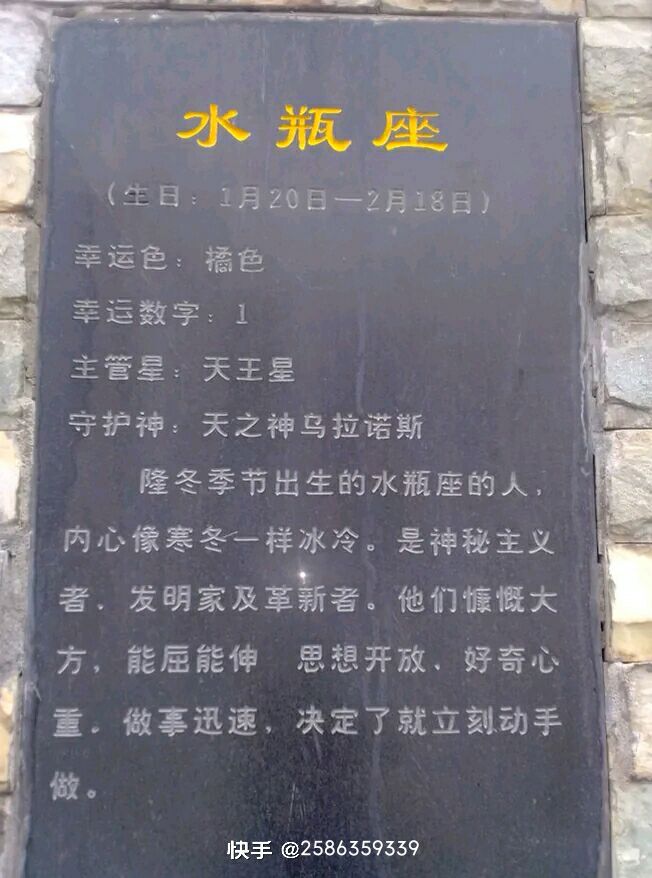 水瓶座
(生日：1月20日—2月18日)
幸运色：橘色
幸运数字：1
主管星：天王星
守护神：天之神乌拉诺斯
隆冬季节出生的水瓶座的人，
内心像寒冬一样冰冷。是神秘主义
者，发明家及革新者。他们慷慨大
方，能屈能伸 思想开放，好奇心
重。做事迅速，决定了就立刻动手
做。
快手 @2586359339